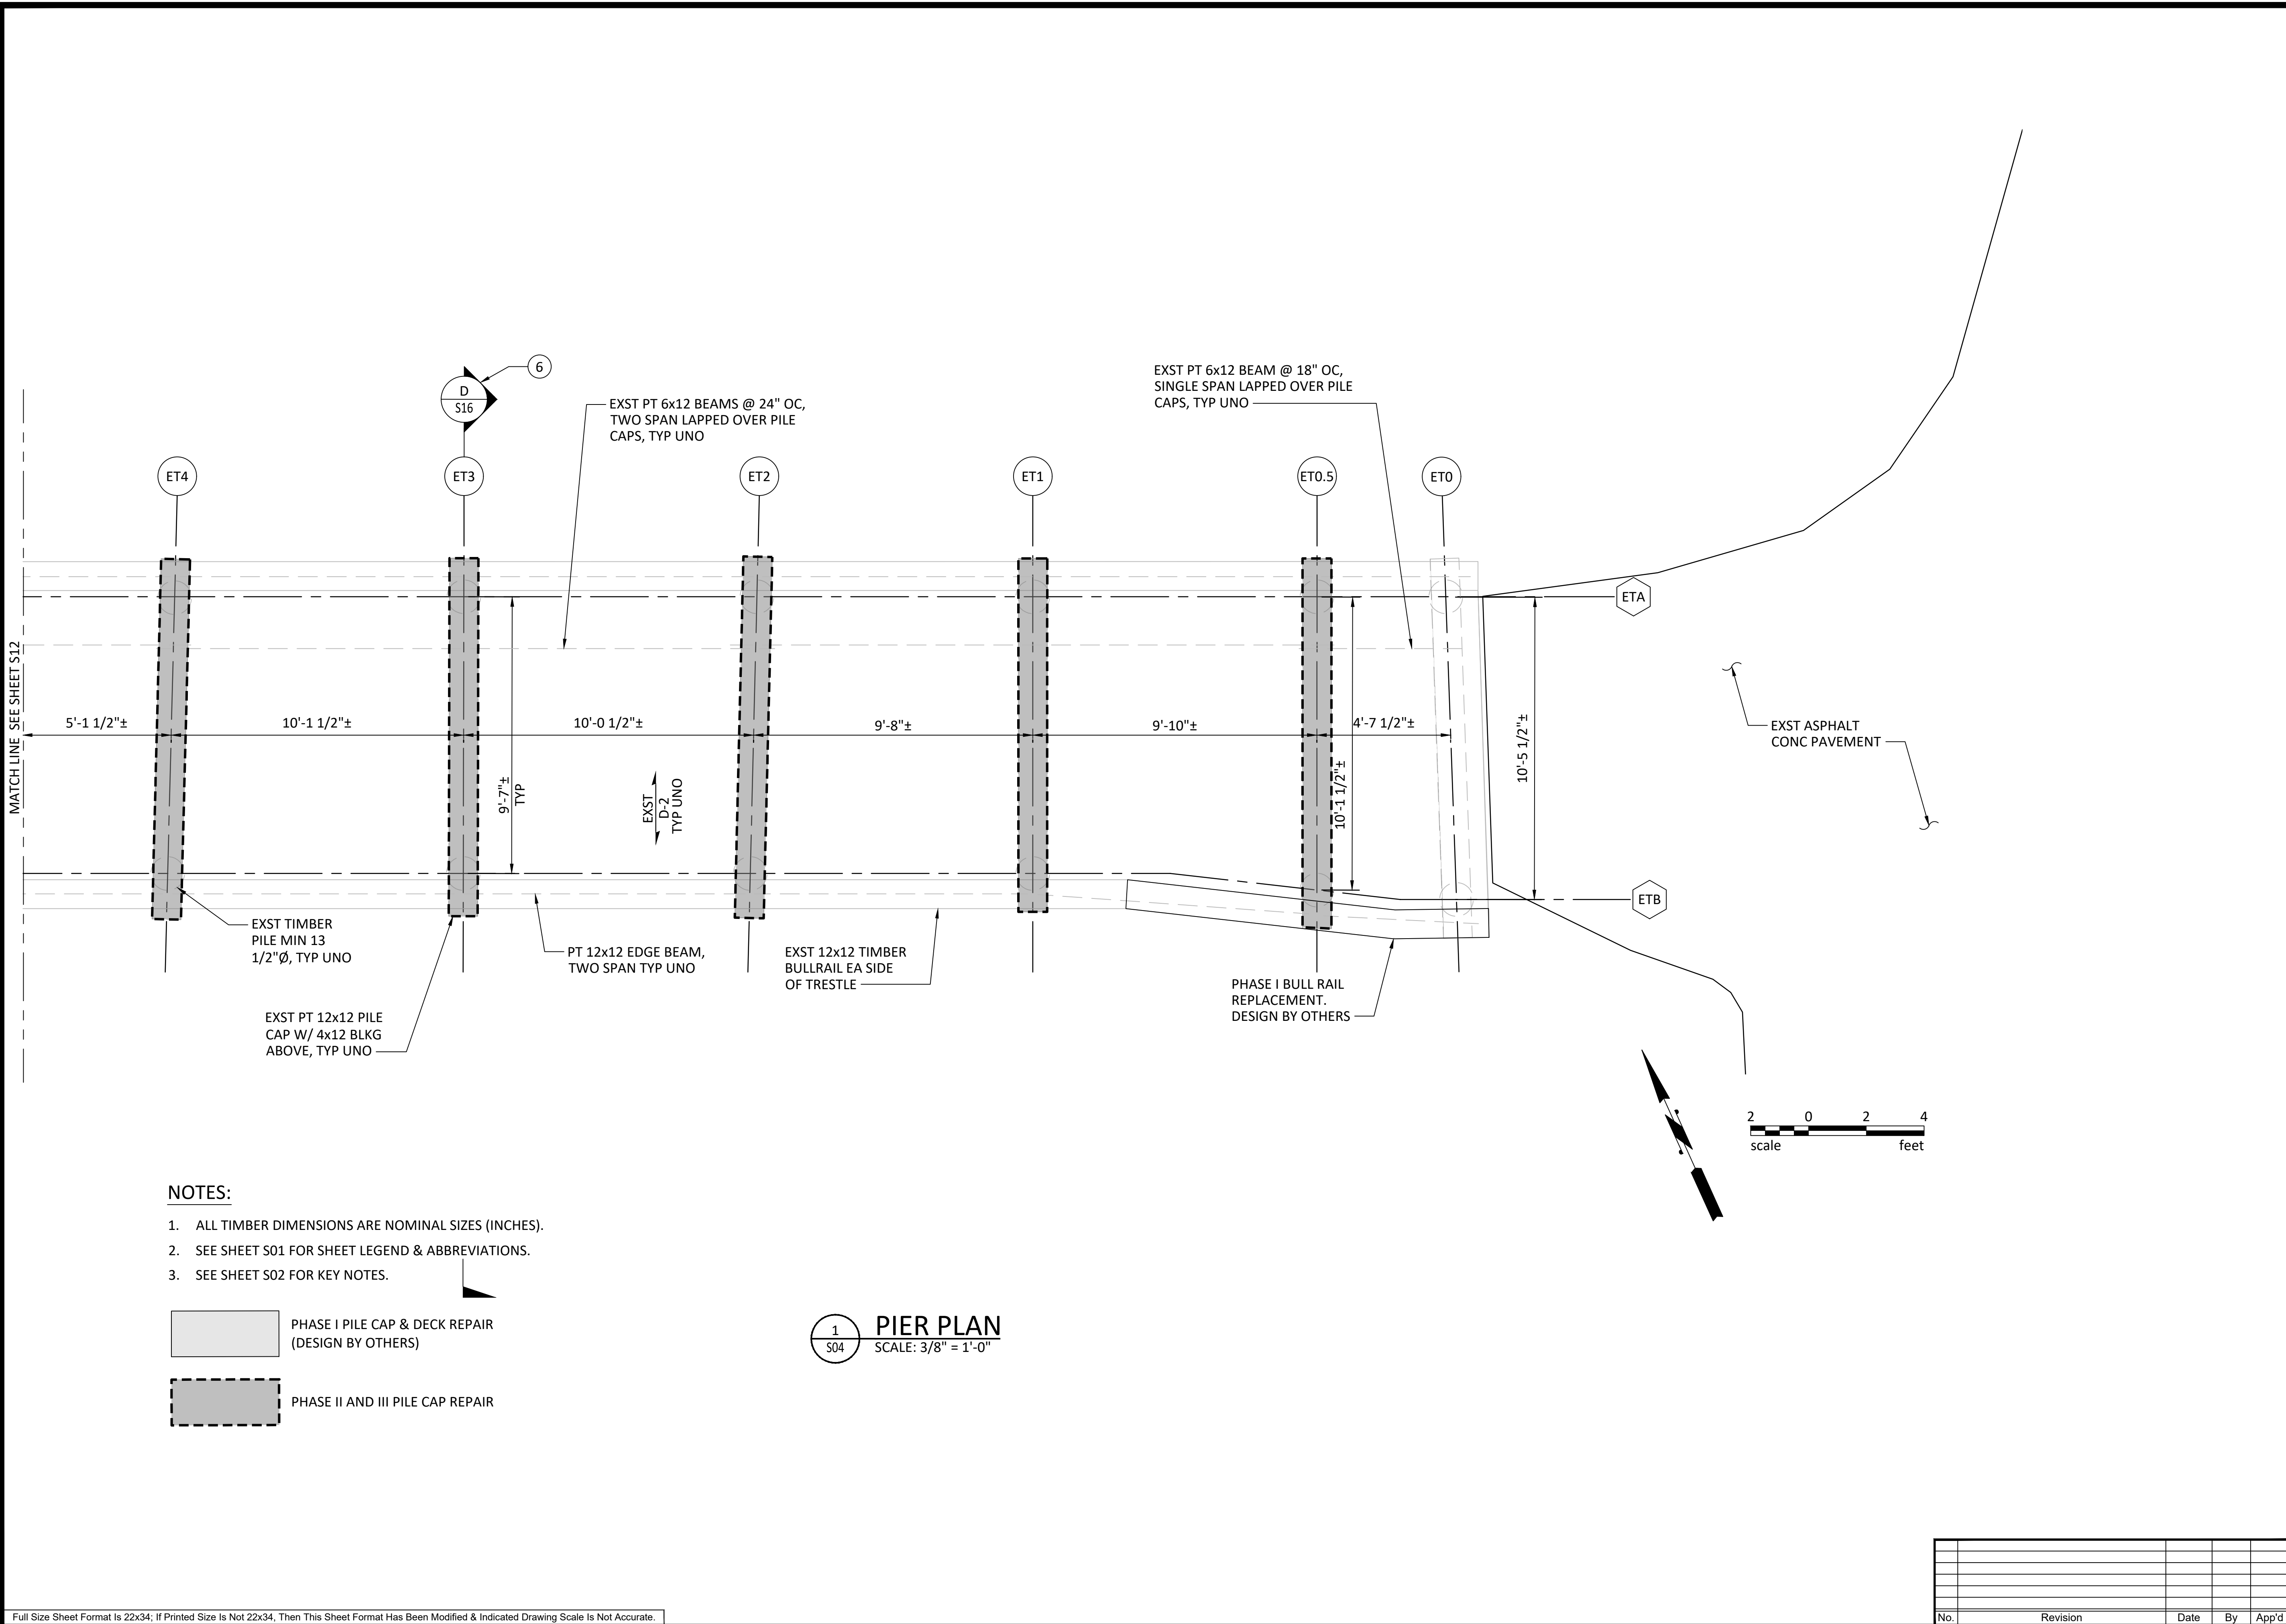 6
D
S16
EXST PT 6x12 BEAMS @ 24" OC,
TWO SPAN LAPPED OVER PILE
CAPS, TYP UNO
EXST PT 6x12 BEAM @ 18" OC,
SINGLE SPAN LAPPED OVER PILE
CAPS, TYP UNO
ET4
ET3
ET2
ET1
ET0.5
ET0
ETA
MATCH LINE SEE SHEET S12
5'-1 1/2"±
10'-1 1/2"±
10'-0 1/2"±
9'-8"±
9'-10"±
4'-7 1/2"±
9'-7"±
TYP
EXST
D-2
TYP UNO
10'-1 1/2"±
10'-5 1/2"±
EXST ASPHALT
CONC PAVEMENT
ETB
EXST TIMBER
PILE MIN 13
1/2"Ø, TYP UNO
PT 12x12 EDGE BEAM,
TWO SPAN TYP UNO
EXST 12x12 TIMBER
BULLRAIL EA SIDE
OF TRESTLE
PHASE I BULL RAIL
REPLACEMENT.
DESIGN BY OTHERS
EXST PT 12x12 PILE
CAP W/ 4x12 BLKG
ABOVE, TYP UNO
2 0 2 4
scale feet
NOTES:
1. ALL TIMBER DIMENSIONS ARE NOMINAL SIZES (INCHES).
2. SEE SHEET S01 FOR SHEET LEGEND & ABBREVIATIONS.
3. SEE SHEET S02 FOR KEY NOTES.
PHASE I PILE CAP & DECK REPAIR
(DESIGN BY OTHERS)
PHASE II AND III PILE CAP REPAIR
1
S04
PIER PLAN
SCALE: 3/8" = 1'-0"
Full Size Sheet Format Is 22x34; If Printed Size Is Not 22x34, Then This Sheet Format Has Been Modified & Indicated Drawing Scale Is Not Accurate.
No. Revision Date By App'd